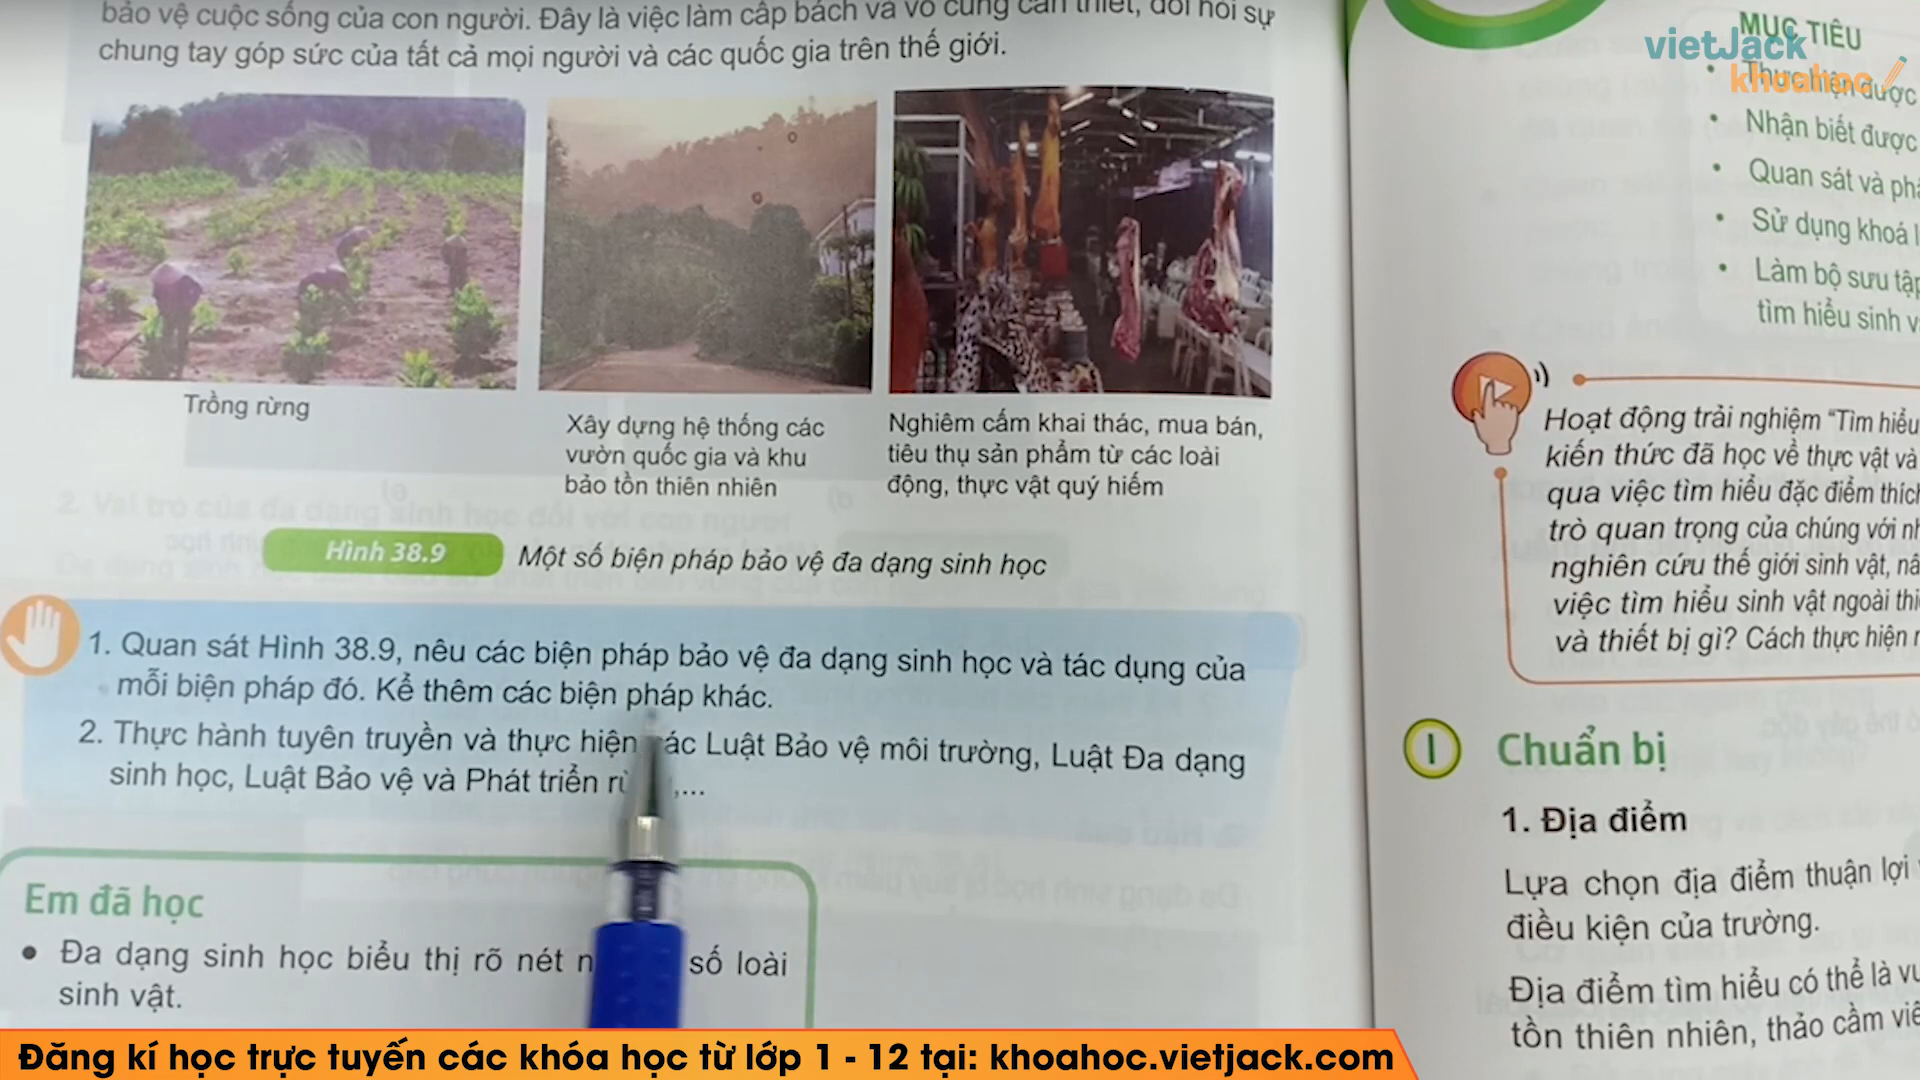 bảo vệ cuộc sống của con người. Đây là việc làm cấp bách và vô cùng cần thiết, đòi hỏi sự
chung tay góp sức của tất cả mọi người và các quốc gia trên thế giới.
Trồng rừng
Xây dựng hệ thống các
vườn quốc gia và khu
bảo tồn thiên nhiên
Nghiêm cấm khai thác, mua bán,
tiêu thụ sản phẩm từ các loài
động, thực vật quý hiếm
Hình 38.9 Một số biện pháp bảo vệ đa dạng sinh học
1. Quan sát Hình 38.9, nêu các biện pháp bảo vệ đa dạng sinh học và tác dụng của
mỗi biện pháp đó. Kể thêm các biện pháp khác.
2. Thực hành tuyên truyền và thực hiện các Luật Bảo vệ môi trường, Luật Đa dạng
sinh học, Luật Bảo vệ và Phát triển ,...
Em đã học
• Đa dạng sinh học biểu thị rõ nét số loài
sinh vật.
MỤC TIÊU
vietJack
khoahoc
• Thực hiện được
• Nhận biết được
• Quan sát và
• Sử dụng khoá
• Làm bộ sưu tập
tìm hiểu sinh
Hoạt động trải nghiệm “Tìm hiểu
kiến thức đã học về thực vật và
qua việc tìm hiểu đặc điểm thích
trò quan trọng của chúng với
nghiên cứu thế giới sinh vật,
việc tìm hiểu sinh vật ngoài
và thiết bị gì? Cách thực hiện
I Chuẩn bị
1. Địa điểm
Lựa chọn địa điểm thuận lợi
điều kiện của trường.
Địa điểm tìm hiểu có thể là
tồn thiên nhiên, thảo cầm
Đăng kí học trực tuyến các khóa học từ lớp 1 - 12 tại: khoahoc.vietjack.com